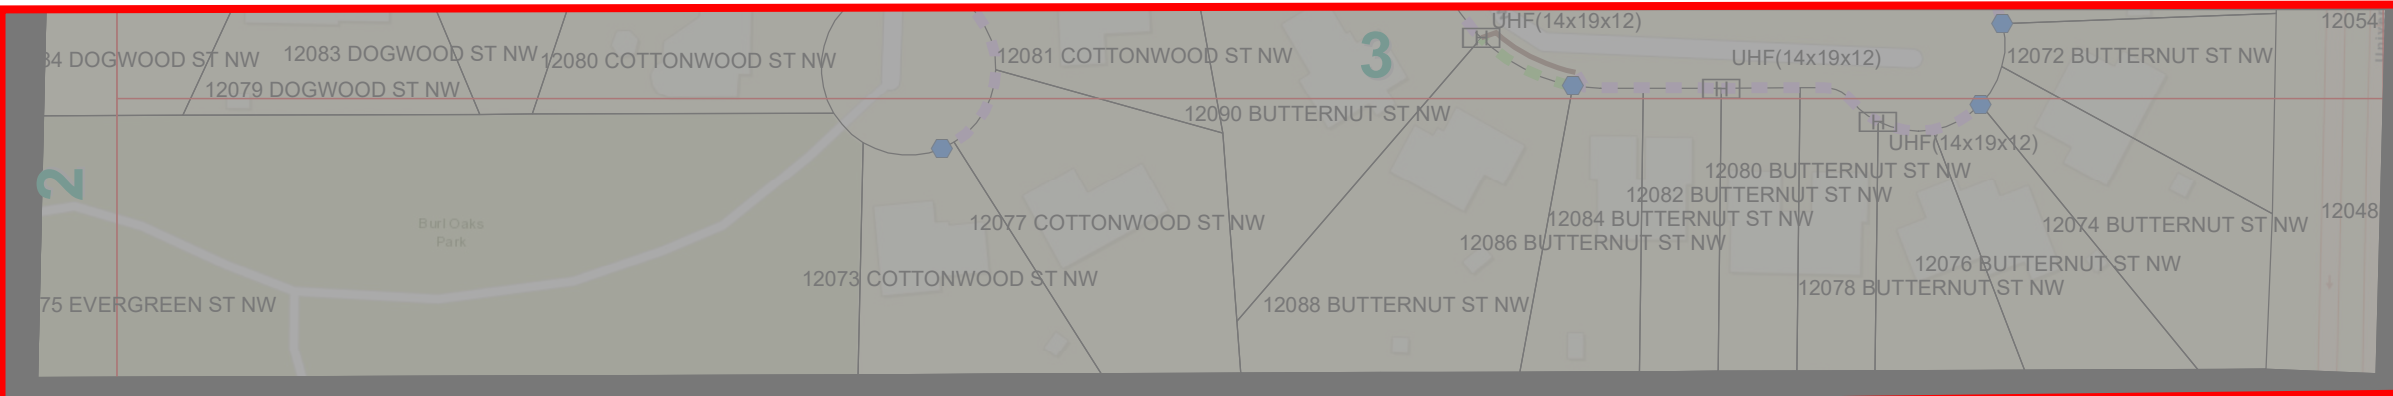 UHF(14x19x12)
12054
3
12083 DOGWOOD ST NW
12081 COTTONWOOD ST NW
12072 BUTTERNUT ST NW
84 DOGWOOD ST NW
12080 COTTONWOOD ST NW
UHF(14x19x12)
H
12079 DOGWOOD ST NW
H
12090 BUTTERNUT ST NW
H
UHF(14x19x12)
12080 BUTTERNUT ST NW
2
12082 BUTTERNUT ST NW
12048
12084 BUTTERNUT ST NW
Burl Oaks
Park
12077 COTTONWOOD ST NW
12074 BUTTERNUT ST NW
12086 BUTTERNUT ST NW
12076 BUTTERNUT ST NW
12073 COTTONWOOD ST NW
12078 BUTTERNUT ST NW
75 EVERGREEN ST NW
12088 BUTTERNUT ST NW